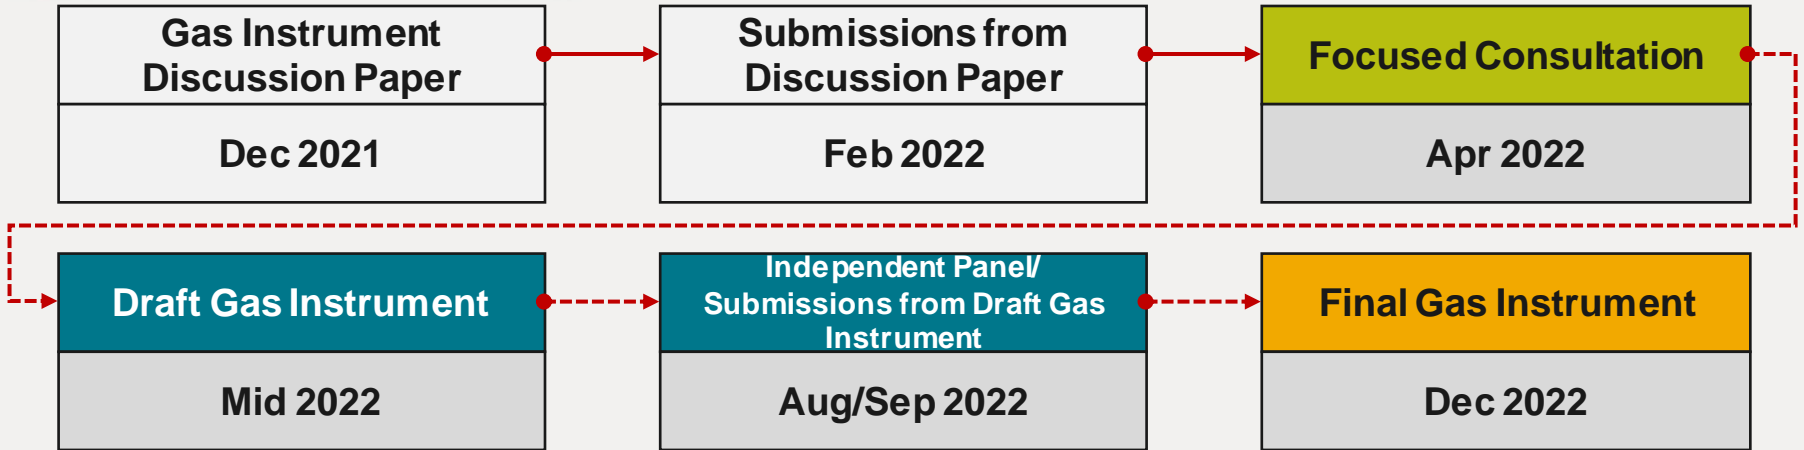 Gas Instrument
Discussion Paper
Dec 2021
Submissions from
Discussion Paper
Feb 2022
Focused Consultation
Apr 2022
Draft Gas Instrument
Mid 2022
Independent Panel/
Submissions from Draft Gas
Instrument
Aug/Sep 2022
Final Gas Instrument
Dec 2022